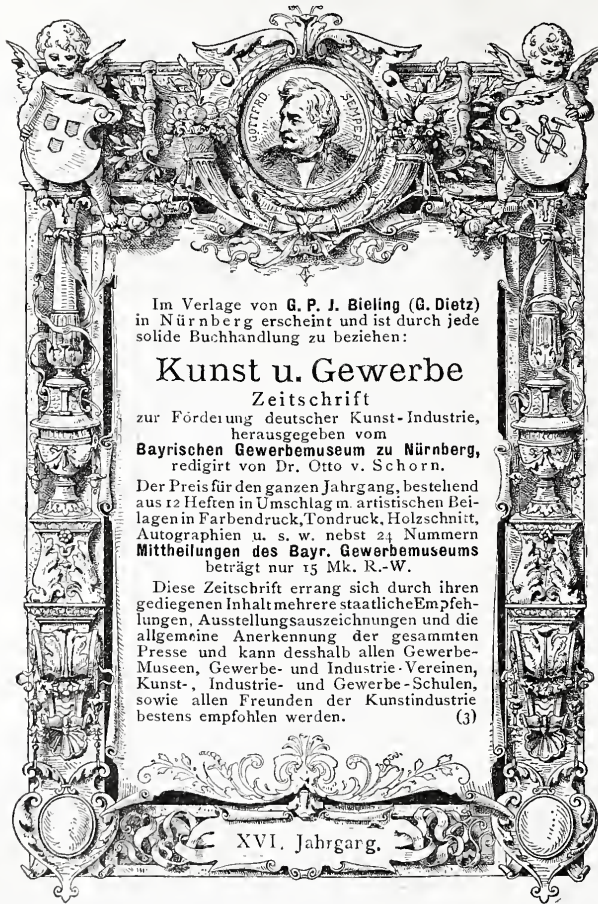 GOTTFRD SEMPER
Im Verlage von G. P. J. Bieling (G. Dietz)
in Nürnberg erscheint und ist durch jede
solide Buchhandlung zu beziehen:
Kunst u. Gewerbe
Zeitschrift
zur Förderung deutscher Kunst-Industrie,
herausgegeben vom
Bayrischen Gewerbemuseum zu Nürnberg,
redigirt von Dr. Otto v. Schorn.
Der Preis für den ganzen Jahrgang, bestehend
aus 12 Heften in Umschlag m. artistischen Bei-
lagen in Farbendruck, Tondruck, Holzschnitt,
Autographien u. s. w. nebst 24 Nummern
Mittheilungen des Bayr. Gewerbemuseums
beträgt nur 15 Mk. R.-W.
Diese Zeitschrift errang sich durch ihren
gediegenen Inhalt mehrere staatliche Empfeh-
lungen, Ausstellungsauszeichnungen und die
allgemeine Anerkennung der gesammten
Presse und kann desshalb allen Gewerbe-
Museen, Gewerbe- und Industrie-Vereinen,
Kunst-, Industrie- und Gewerbe-Schulen,
sowie allen Freunden der Kunstindustrie
bestens empfohlen werden. (3)
XVI. Jahrgarg.